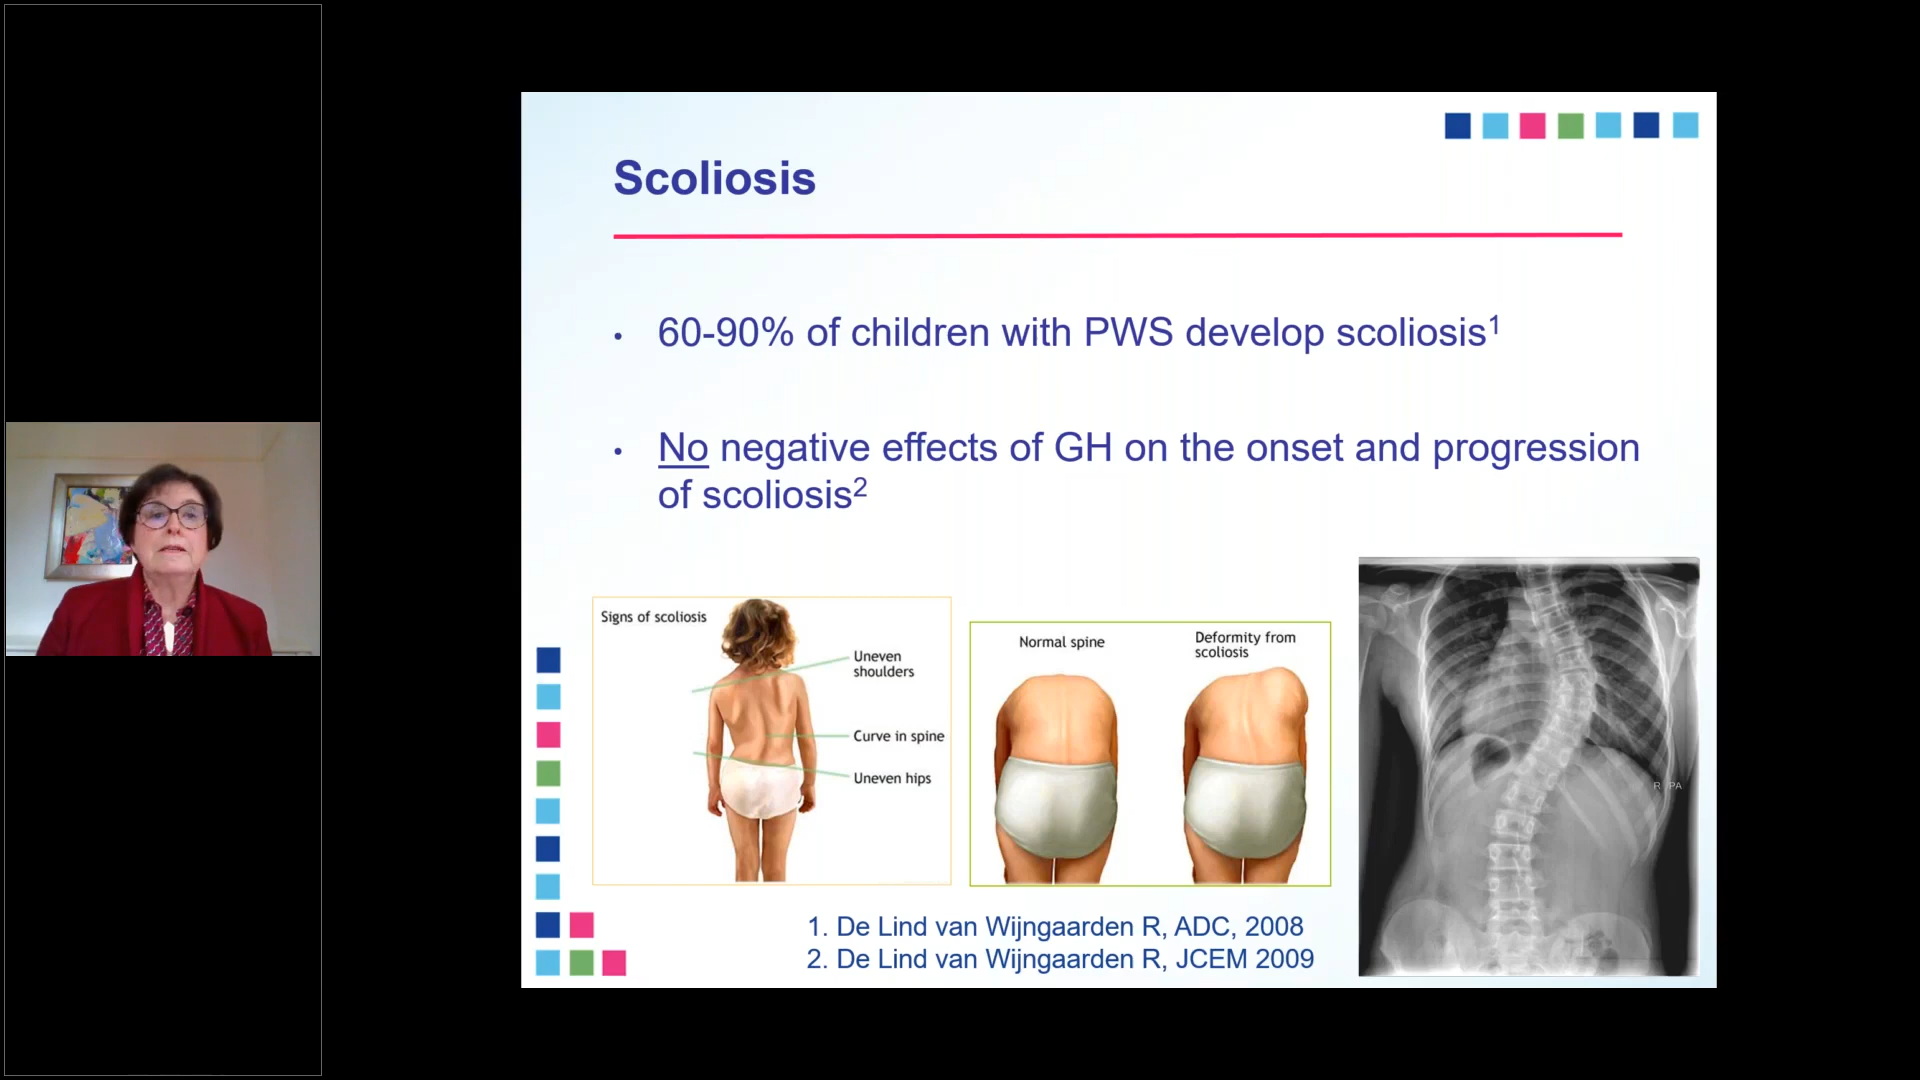 Scoliosis
• 60-90% of children with PWS develop scoliosis¹
• No negative effects of GH on the onset and progression
of scoliosis²
Signs of scoliosis
Uneven
shoulders
Curve in spine
Uneven hips
Normal spine
Deformity from
scoliosis
R PA
1. De Lind van Wijngaarden R, ADC, 2008
2. De Lind van Wijngaarden R, JCEM 2009